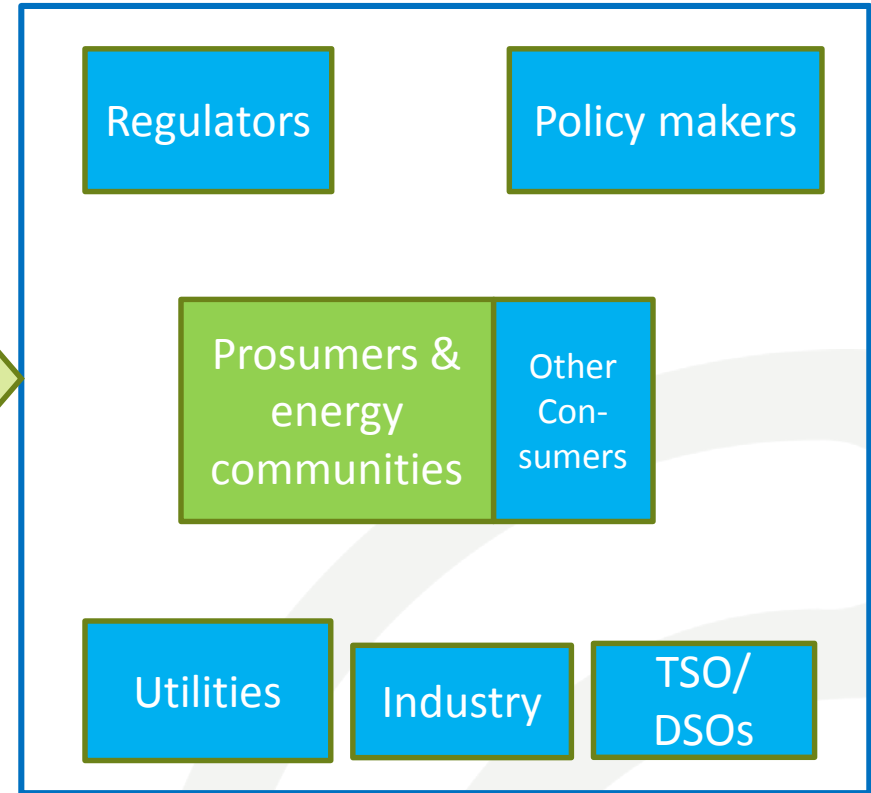 Regulators
Policy makers
Prosumers &
energy
communities
Other
Con-
sumers
Utilities
Industry
TSO/
DSOs